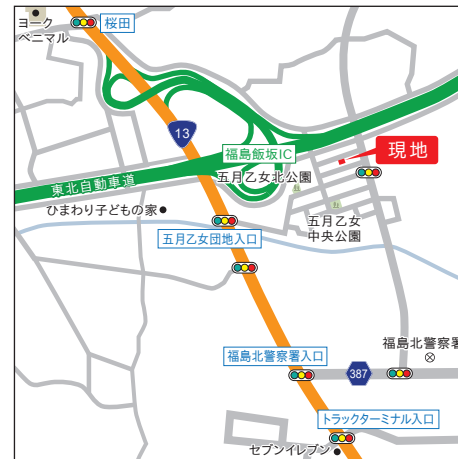 ヨーク
ベニマル
桜田
13
福島飯坂IC
現地
五月乙女北公園
東北自動車道
ひまわり子どもの家
五月乙女
中央公園
五月乙女団地入口
福島北警察署
福島北警察署入口
387
トラックターミナル入口
セブンイレブン